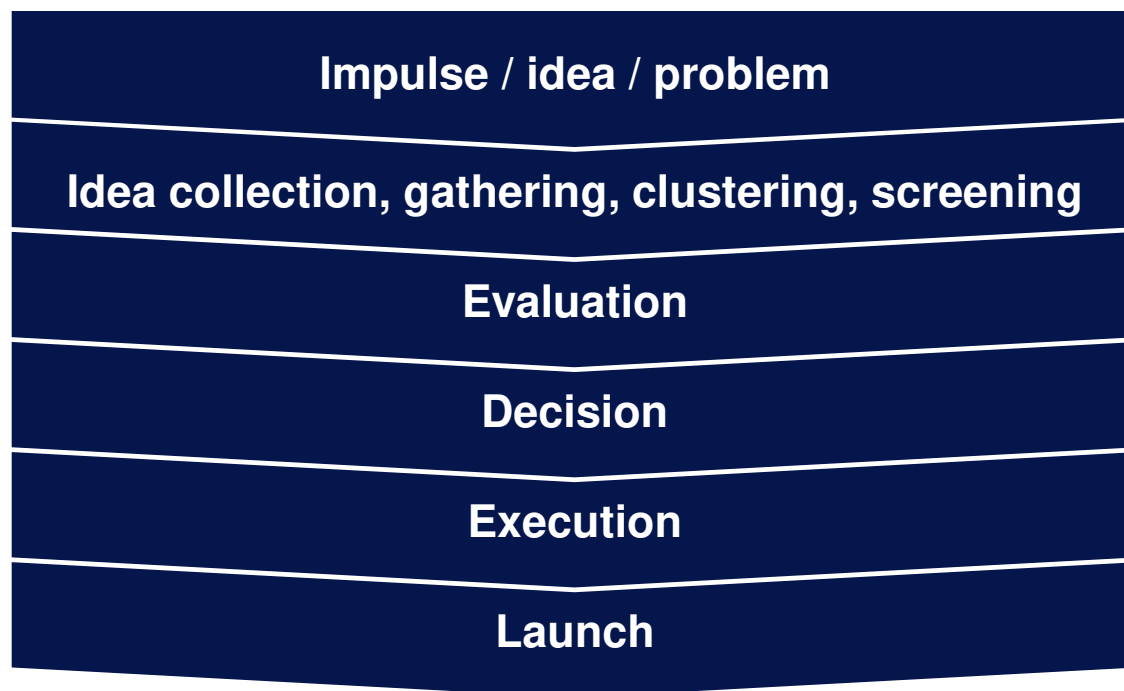 Impulse / idea / problem
Idea collection, gathering, clustering, screening
Evaluation
Decision
Execution
Launch